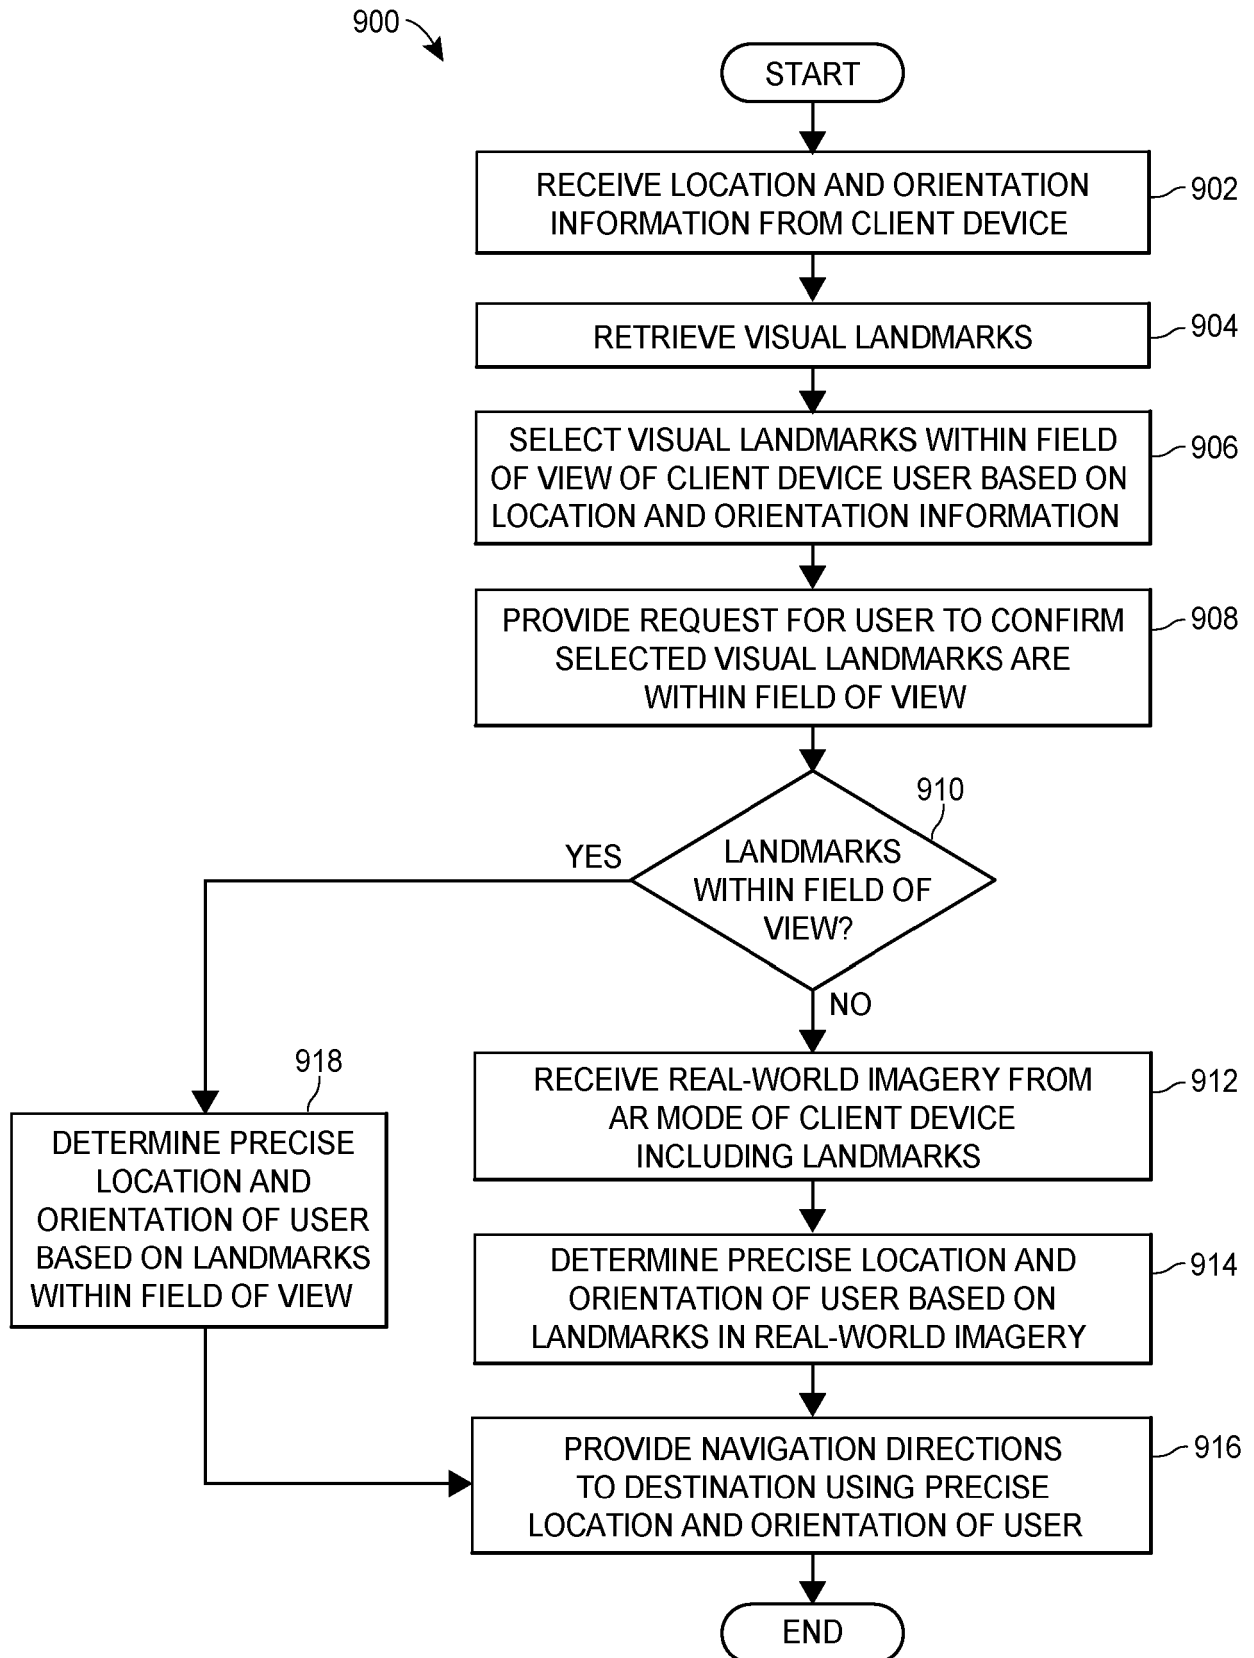 900
START
RECEIVE LOCATION AND ORIENTATION
INFORMATION FROM CLIENT DEVICE
902
RETRIEVE VISUAL LANDMARKS
904
SELECT VISUAL LANDMARKS WITHIN FIELD
OF VIEW OF CLIENT DEVICE USER BASED ON
LOCATION AND ORIENTATION INFORMATION
906
PROVIDE REQUEST FOR USER TO CONFIRM
SELECTED VISUAL LANDMARKS ARE
WITHIN FIELD OF VIEW
908
910
LANDMARKS
WITHIN FIELD OF
VIEW?
YES
NO
918
DETERMINE PRECISE
LOCATION AND
ORIENTATION OF USER
BASED ON LANDMARKS
WITHIN FIELD OF VIEW
RECEIVE REAL-WORLD IMAGERY FROM
AR MODE OF CLIENT DEVICE
INCLUDING LANDMARKS
912
DETERMINE PRECISE LOCATION AND
ORIENTATION OF USER BASED ON
LANDMARKS IN REAL-WORLD IMAGERY
914
PROVIDE NAVIGATION DIRECTIONS
TO DESTINATION USING PRECISE
LOCATION AND ORIENTATION OF USER
916
END